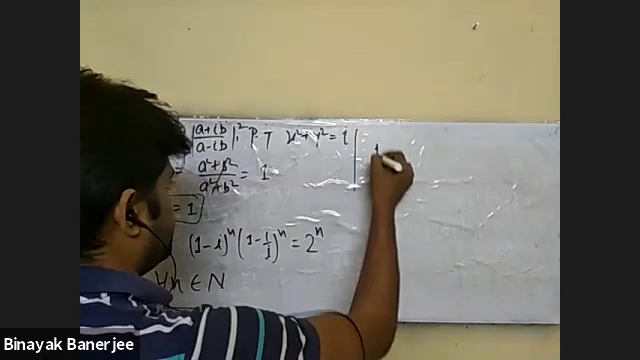 |a+ib/a-ib|² P. T x²+y²=1
= a²+b²/a²+b² = 1
= 1
(1-i)ⁿ(1-1/i)ⁿ = 2ⁿ
∀n ∈ N
Binayak Banerjee